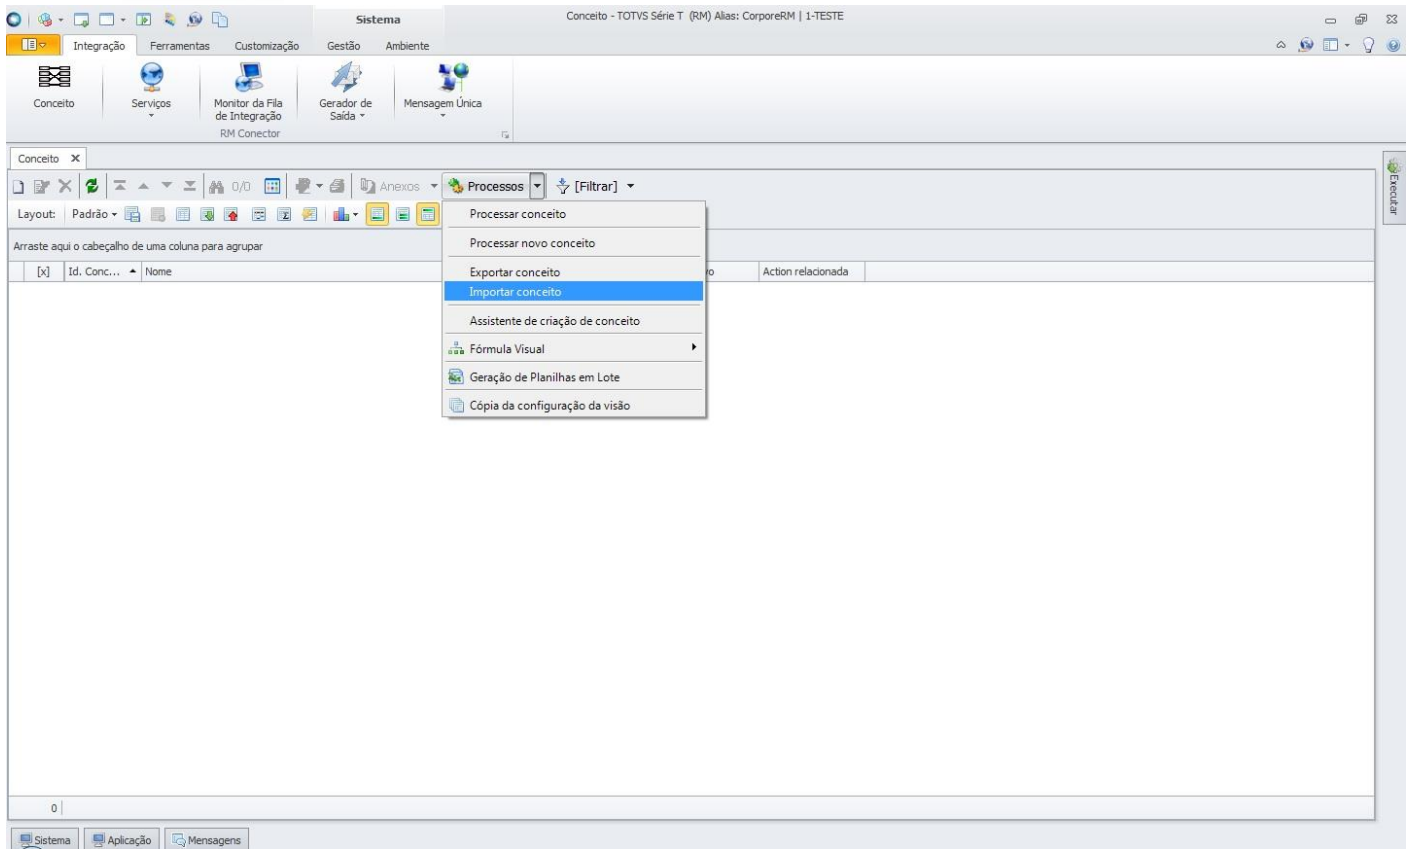 Sistema
Conceito - TOTVS Série T (RM) Alias: CorporeRM | 1-TESTE
Integração
Ferramentas
Customização
Gestão
Ambiente
Conceito
Serviços
Monitor da Fila
de Integração
Gerador de
Saída
Mensagem Única
RM Conector
Conceito
Executar
0/0
Anexos
Processos
[Filtrar]
Layout:
Padrão
Processar conceito
Processar novo conceito
Exportar conceito
Importar conceito
Assistente de criação de conceito
Fórmula Visual
Geração de Planilhas em Lote
Cópia da configuração da visão
Arraste aqui o cabeçalho de uma coluna para agrupar
[x]
Id. Conc...
Nome
Action relacionada
0
Sistema
Aplicação
Mensagens